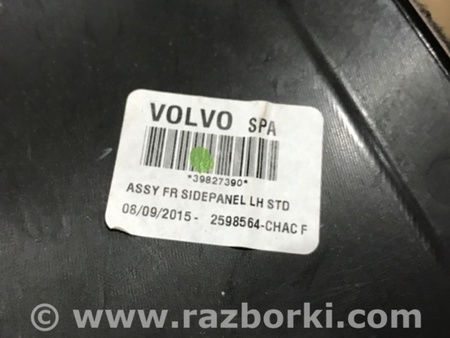 VOLVO SPA
*39827390*
ASSY FR SIDEPANEL LH STD
08/09/2015- 2598564-CHAC F
© www.razborki.com